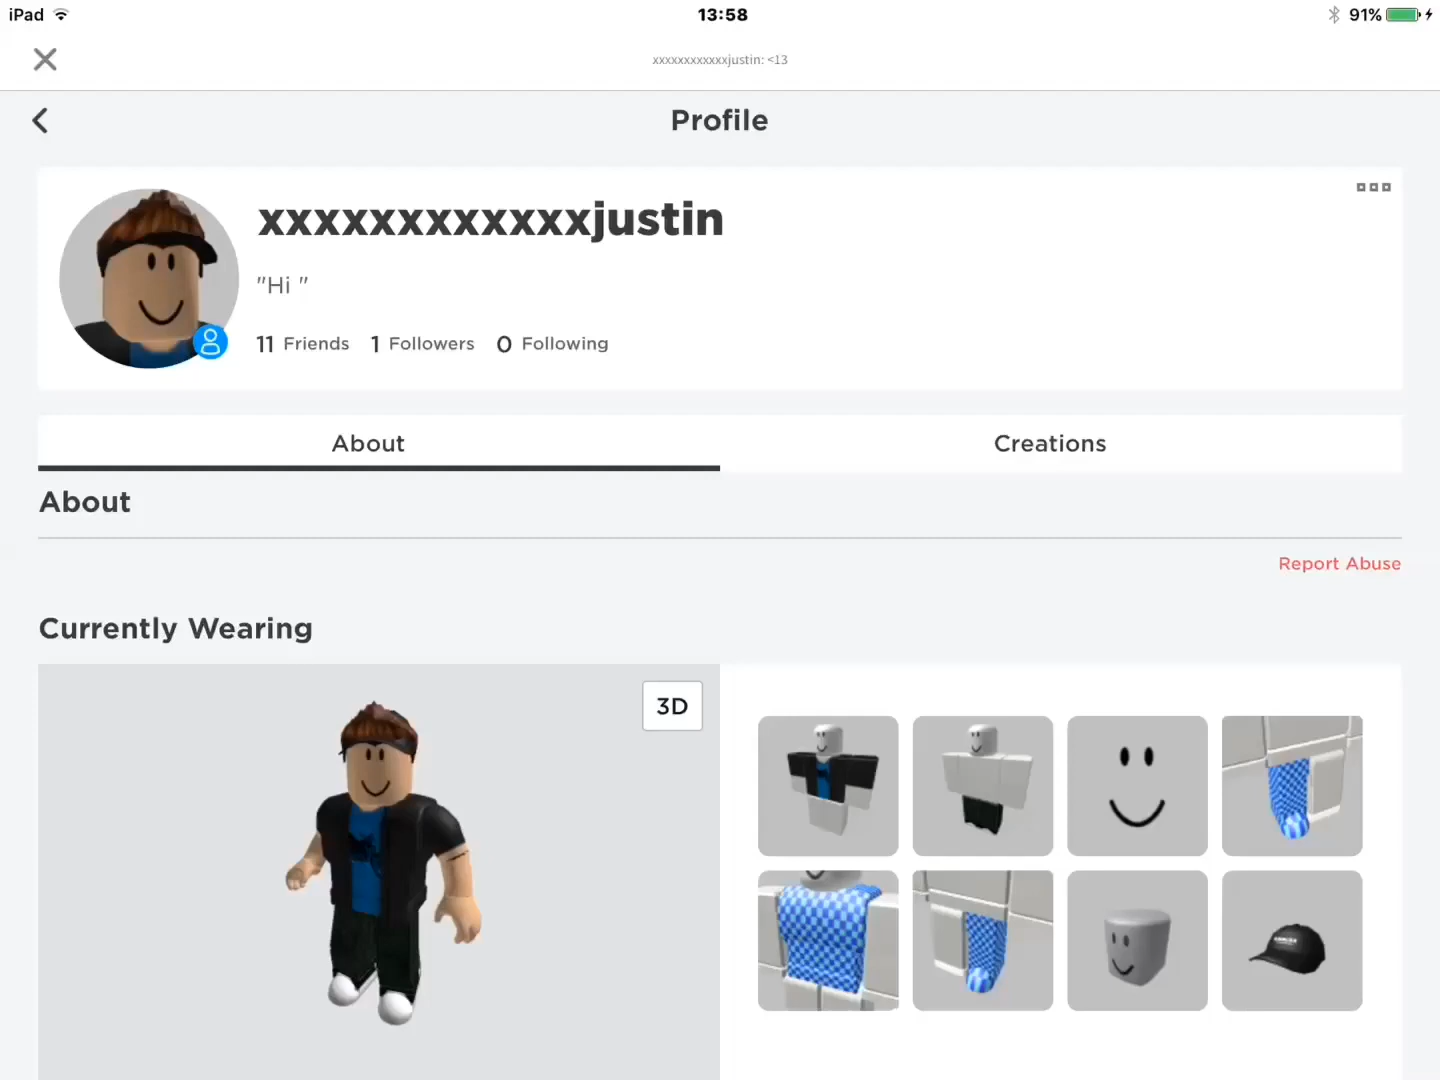 iPad 13:58 91%
xxxxxxxxxxxxjustin: <13
Profile
xxxxxxxxxxxxjustin
"Hi "
11 Friends 1 Followers 0 Following
About Creations
About
Report Abuse
Currently Wearing
3D